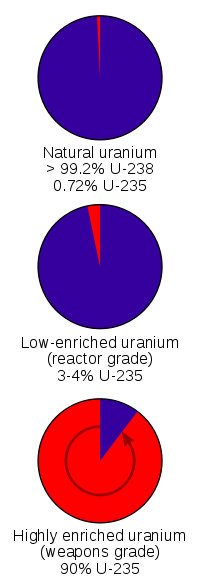 Natural uranium
> 99.2% U-238
0.72% U-235
Low-enriched uranium
(reactor grade)
3-4% U-235
Highly enriched uranium
(weapons grade)
90% U-235